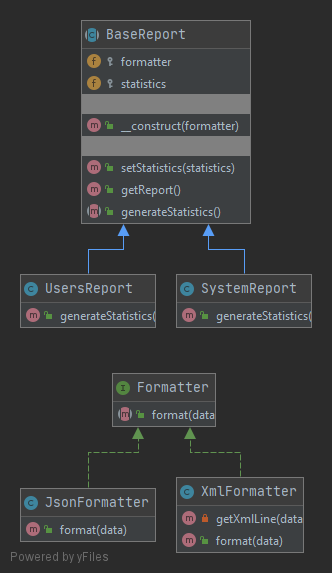 BaseReport
formatter
statistics
__construct(formatter)
setStatistics(statistics)
getReport()
generateStatistics()
UsersReport
generateStatistics(
SystemReport
generateStatistics(
Formatter
format(data
JsonFormatter
format(data)
XmlFormatter
getXmlLine(data
format(data)
Powered by yFiles